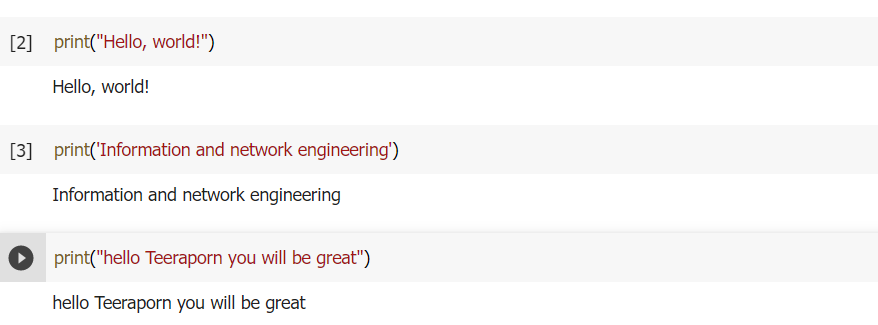 [2] print("Hello, world!")
Hello, world!
[3] print('Information and network engineering')
Information and network engineering
print("hello Teeraporn you will be great")
hello Teeraporn you will be great